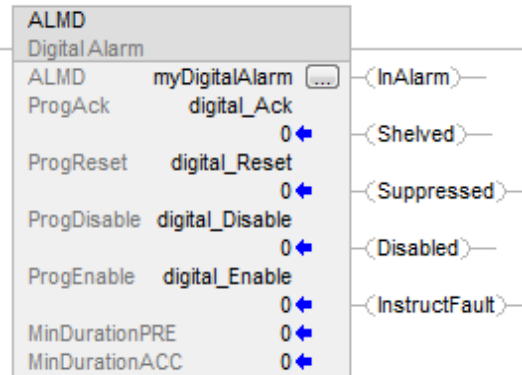 ALMD
Digital Alarm
ALMD myDigitalAlarm ... InAlarm
ProgAck digital_Ack
0 Shelved
ProgReset digital_Reset
0 Suppressed
ProgDisable digital_Disable
0 Disabled
ProgEnable digital_Enable
0 InstructFault
MinDurationPRE 0
MinDurationACC 0